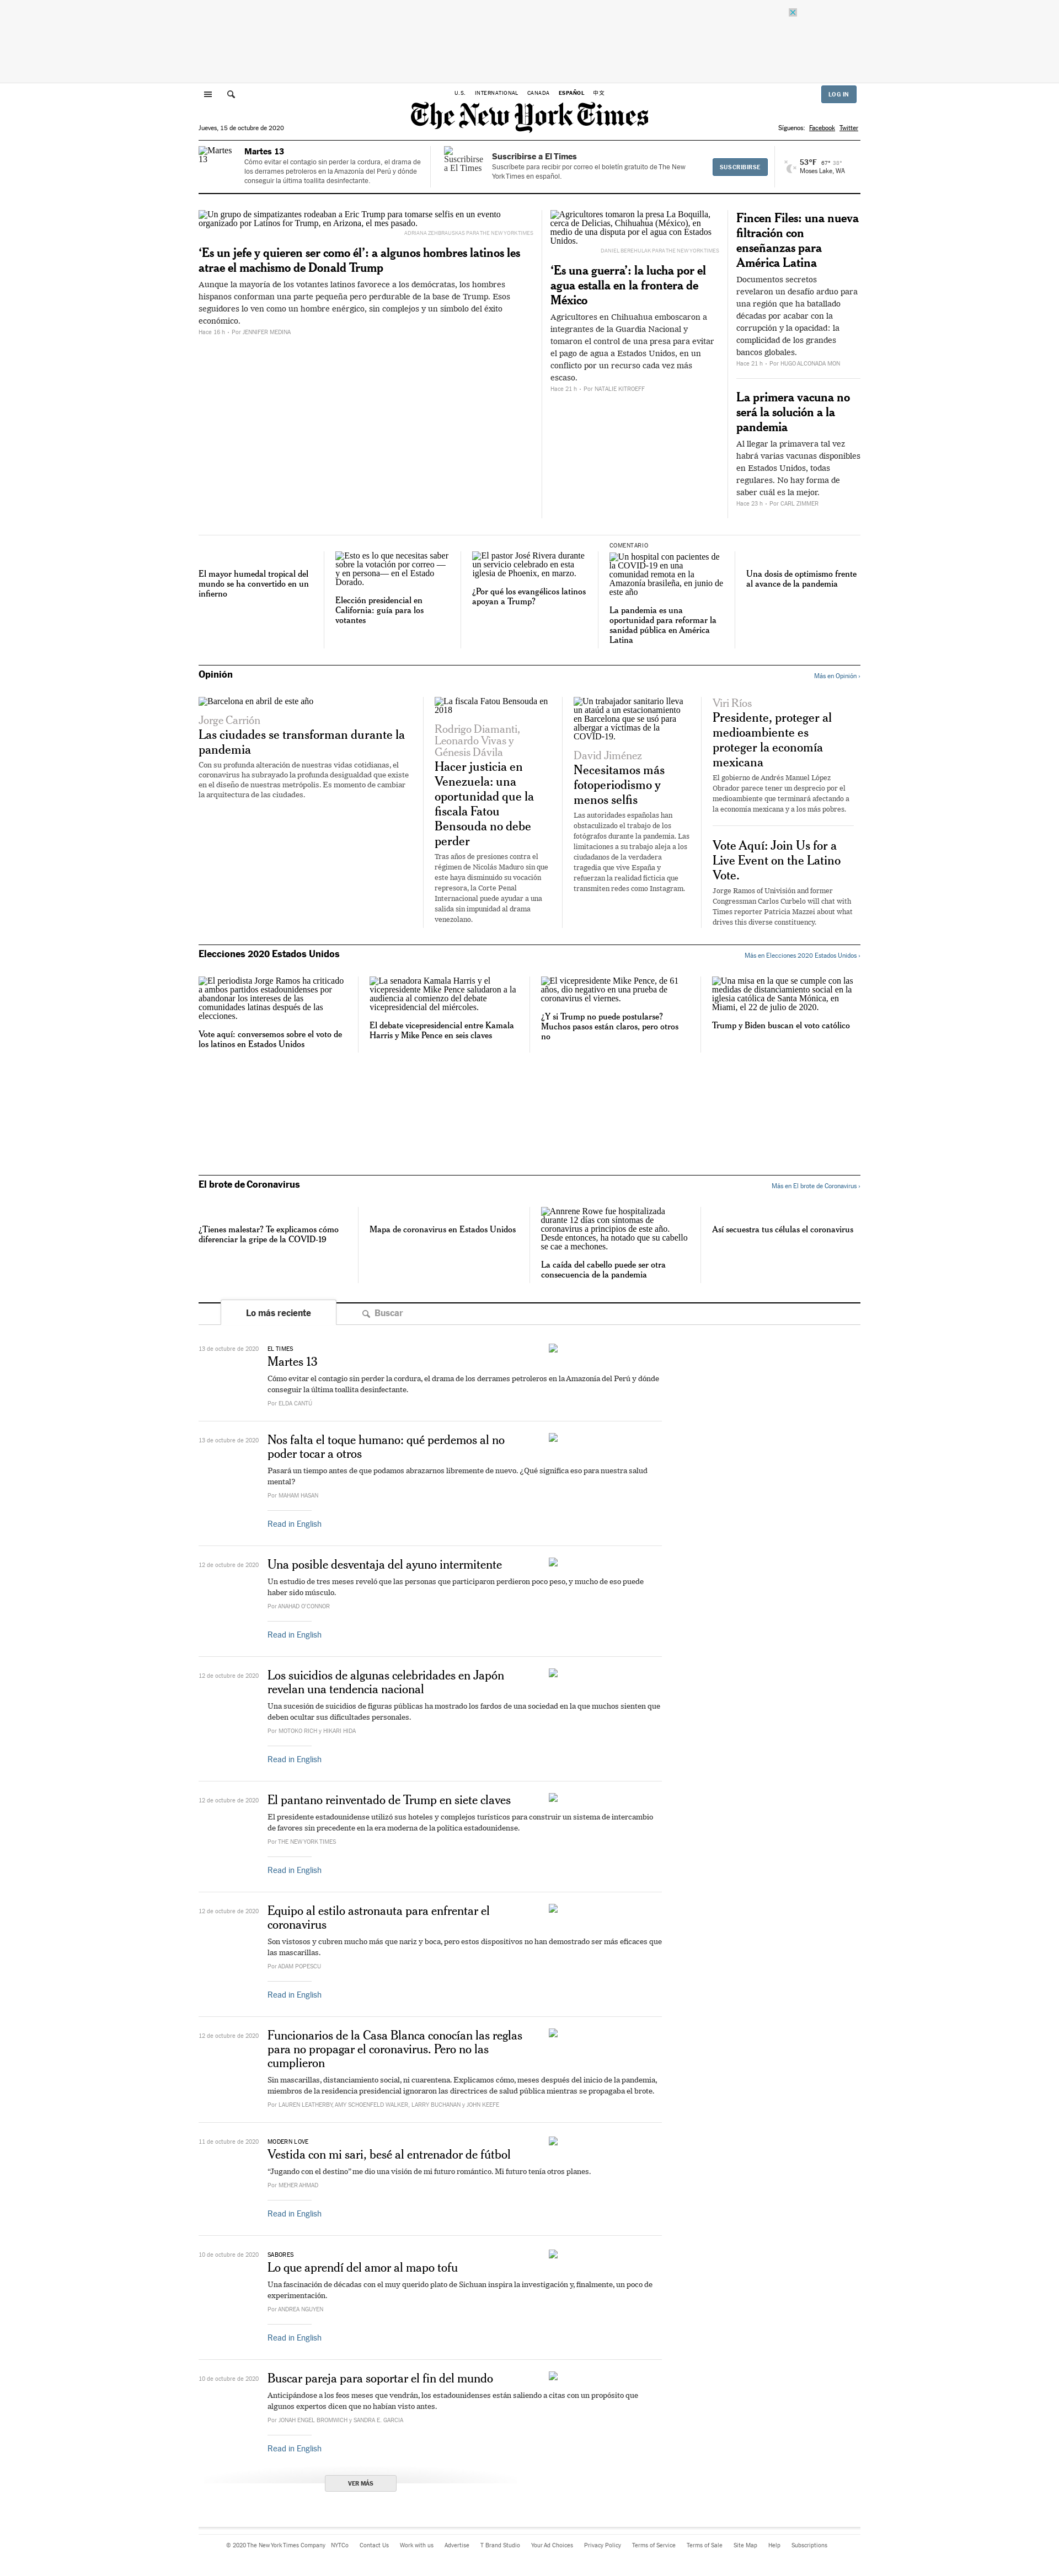 U.S. INTERNATIONAL CANADA ESPAÑOL 中文
LOG IN
The New York Times
Jueves, 15 de octubre de 2020
Síguenos: Facebook Twitter
Martes
13
Martes 13
Cómo evitar el contagio sin perder la cordura, el drama de
los derrames petroleros en la Amazonía del Perú y dónde
conseguir la última toallita desinfectante.
Suscribirse
a El Times
Suscribirse a El Times
Suscríbete para recibir por correo el boletín gratuito de The New
York Times en español.
SUSCRIBIRSE
53°F 67° 36°
Moses Lake, WA
Un grupo de simpatizantes rodeaban a Eric Trump para tomarse selfis en un evento
organizado por Latinos for Trump, en Arizona, el mes pasado.
ADRIANA ZEHBRAUSKAS PARA THE NEW YORK TIMES
‘Es un jefe y quieren ser como él’: a algunos hombres latinos les
atrae el machismo de Donald Trump
Aunque la mayoría de los votantes latinos favorece a los demócratas, los hombres
hispanos conforman una parte pequeña pero perdurable de la base de Trump. Esos
seguidores lo ven como un hombre enérgico, sin complejos y un símbolo del éxito
económico.
Hace 16 h - Por JENNIFER MEDINA
Agricultores tomaron la presa La Boquilla,
cerca de Delicias, Chihuahua (México), en
medio de una disputa por el agua con Estados
Unidos.
DANIEL BEREHULAK PARA THE NEW YORK TIMES
‘Es una guerra’: la lucha por el
agua estalla en la frontera de
México
Agricultores en Chihuahua emboscaron a
integrantes de la Guardia Nacional y
tomaron el control de una presa para evitar
el pago de agua a Estados Unidos, en un
conflicto por un recurso cada vez más
escaso.
Hace 21 h - Por NATALIE KITROEFF
Fincen Files: una nueva
filtración con
enseñanzas para
América Latina
Documentos secretos
revelaron un desafío arduo para
una región que ha batallado
décadas por acabar con la
corrupción y la opacidad: la
complicidad de los grandes
bancos globales.
Hace 21 h - Por HUGO ALCONADA MON
La primera vacuna no
será la solución a la
pandemia
Al llegar la primavera tal vez
habrá varias vacunas disponibles
en Estados Unidos, todas
regulares. No hay forma de
saber cuál es la mejor.
Hace 23 h - Por CARL ZIMMER
El mayor humedal tropical del
mundo se ha convertido en un
infierno
Esto es lo que necesitas saber
sobre la votación por correo —
y en persona— en el Estado
Dorado.
Elección presidencial en
California: guía para los
votantes
El pastor José Rivera durante
un servicio celebrado en esta
iglesia de Phoenix, en marzo.
¿Por qué los evangélicos latinos
apoyan a Trump?
COMENTARIO
Un hospital con pacientes de
la COVID-19 en una
comunidad remota en la
Amazonía brasileña, en junio de
este año
La pandemia es una
oportunidad para reformar la
sanidad pública en América
Latina
Una dosis de optimismo frente
al avance de la pandemia
Opinión
Más en Opinión ›
Barcelona en abril de este año
Jorge Carrión
Las ciudades se transforman durante la
pandemia
Con su profunda alteración de nuestras vidas cotidianas, el
coronavirus ha subrayado la profunda desigualdad que existe
en el diseño de nuestras metrópolis. Es momento de cambiar
la arquitectura de las ciudades.
La fiscala Fatou Bensouda en
2018
Rodrigo Diamanti,
Leonardo Vivas y
Génesis Dávila
Hacer justicia en
Venezuela: una
oportunidad que la
fiscala Fatou
Bensouda no debe
perder
Tras años de presiones contra el
régimen de Nicolás Maduro sin que
este haya disminuido su vocación
represora, la Corte Penal
Internacional puede ayudar a una
salida sin impunidad al drama
venezolano.
Un trabajador sanitario lleva
un ataúd a un estacionamiento
en Barcelona que se usó para
albergar a víctimas de la
COVID-19.
David Jiménez
Necesitamos más
fotoperiodismo y
menos selfis
Las autoridades españolas han
obstaculizado el trabajo de los
fotógrafos durante la pandemia. Las
limitaciones a su trabajo aleja a los
ciudadanos de la verdadera
tragedia que vive España y
refuerzan la realidad ficticia que
transmiten redes como Instagram.
Viri Ríos
Presidente, proteger al
medioambiente es
proteger la economía
mexicana
El gobierno de Andrés Manuel López
Obrador parece tener un desprecio por el
medioambiente que terminará afectando a
la economía mexicana y a los más pobres.
Vote Aquí: Join Us for a
Live Event on the Latino
Vote.
Jorge Ramos of Univisión and former
Congressman Carlos Curbelo will chat with
Times reporter Patricia Mazzei about what
drives this diverse constituency.
Elecciones 2020 Estados Unidos
Más en Elecciones 2020 Estados Unidos ›
El periodista Jorge Ramos ha criticado
a ambos partidos estadounidenses por
abandonar los intereses de las
comunidades latinas después de las
elecciones.
Vote aquí: conversemos sobre el voto de
los latinos en Estados Unidos
La senadora Kamala Harris y el
vicepresidente Mike Pence saludaron a la
audiencia al comienzo del debate
vicepresidencial del miércoles.
El debate vicepresidencial entre Kamala
Harris y Mike Pence en seis claves
El vicepresidente Mike Pence, de 61
años, dio negativo en una prueba de
coronavirus el viernes.
¿Y si Trump no puede postularse?
Muchos pasos están claros, pero otros
no
Una misa en la que se cumple con las
medidas de distanciamiento social en la
iglesia católica de Santa Mónica, en
Miami, el 22 de julio de 2020.
Trump y Biden buscan el voto católico
El brote de Coronavirus
Más en El brote de Coronavirus ›
¿Tienes malestar? Te explicamos cómo
diferenciar la gripe de la COVID-19
Mapa de coronavirus en Estados Unidos
Annrene Rowe fue hospitalizada
durante 12 días con síntomas de
coronavirus a principios de este año.
Desde entonces, ha notado que su cabello
se cae a mechones.
La caída del cabello puede ser otra
consecuencia de la pandemia
Así secuestra tus células el coronavirus
Lo más reciente
Buscar
13 de octubre de 2020
EL TIMES
Martes 13
Cómo evitar el contagio sin perder la cordura, el drama de los derrames petroleros en la Amazonía del Perú y dónde
conseguir la última toallita desinfectante.
Por ELDA CANTÚ
13 de octubre de 2020
Nos falta el toque humano: qué perdemos al no
poder tocar a otros
Pasará un tiempo antes de que podamos abrazarnos libremente de nuevo. ¿Qué significa eso para nuestra salud
mental?
Por MAHAM HASAN
Read in English
12 de octubre de 2020
Una posible desventaja del ayuno intermitente
Un estudio de tres meses reveló que las personas que participaron perdieron poco peso, y mucho de eso puede
haber sido músculo.
Por ANAHAD O’CONNOR
Read in English
12 de octubre de 2020
Los suicidios de algunas celebridades en Japón
revelan una tendencia nacional
Una sucesión de suicidios de figuras públicas ha mostrado los fardos de una sociedad en la que muchos sienten que
deben ocultar sus dificultades personales.
Por MOTOKO RICH y HIKARI HIDA
Read in English
12 de octubre de 2020
El pantano reinventado de Trump en siete claves
El presidente estadounidense utilizó sus hoteles y complejos turísticos para construir un sistema de intercambio
de favores sin precedente en la era moderna de la política estadounidense.
Por THE NEW YORK TIMES
Read in English
12 de octubre de 2020
Equipo al estilo astronauta para enfrentar el
coronavirus
Son vistosos y cubren mucho más que nariz y boca, pero estos dispositivos no han demostrado ser más eficaces que
las mascarillas.
Por ADAM POPESCU
Read in English
12 de octubre de 2020
Funcionarios de la Casa Blanca conocían las reglas
para no propagar el coronavirus. Pero no las
cumplieron
Sin mascarillas, distanciamiento social, ni cuarentena. Explicamos cómo, meses después del inicio de la pandemia,
miembros de la residencia presidencial ignoraron las directrices de salud pública mientras se propagaba el brote.
Por LAUREN LEATHERBY, AMY SCHOENFELD WALKER, LARRY BUCHANAN y JOHN KEEFE
11 de octubre de 2020
MODERN LOVE
Vestida con mi sari, besé al entrenador de fútbol
“Jugando con el destino” me dio una visión de mi futuro romántico. Mi futuro tenía otros planes.
Por MEHER AHMAD
Read in English
10 de octubre de 2020
SABORES
Lo que aprendí del amor al mapo tofu
Una fascinación de décadas con el muy querido plato de Sichuan inspira la investigación y, finalmente, un poco de
experimentación.
Por ANDREA NGUYEN
Read in English
10 de octubre de 2020
Buscar pareja para soportar el fin del mundo
Anticipándose a los feos meses que vendrán, los estadounidenses están saliendo a citas con un propósito que
algunos expertos dicen que no habían visto antes.
Por JONAH ENGEL BROMWICH y SANDRA E. GARCIA
Read in English
VER MÁS
© 2020 The New York Times Company NYTCo Contact Us Work with us Advertise T Brand Studio Your Ad Choices Privacy Policy Terms of Service Terms of Sale Site Map Help Subscriptions